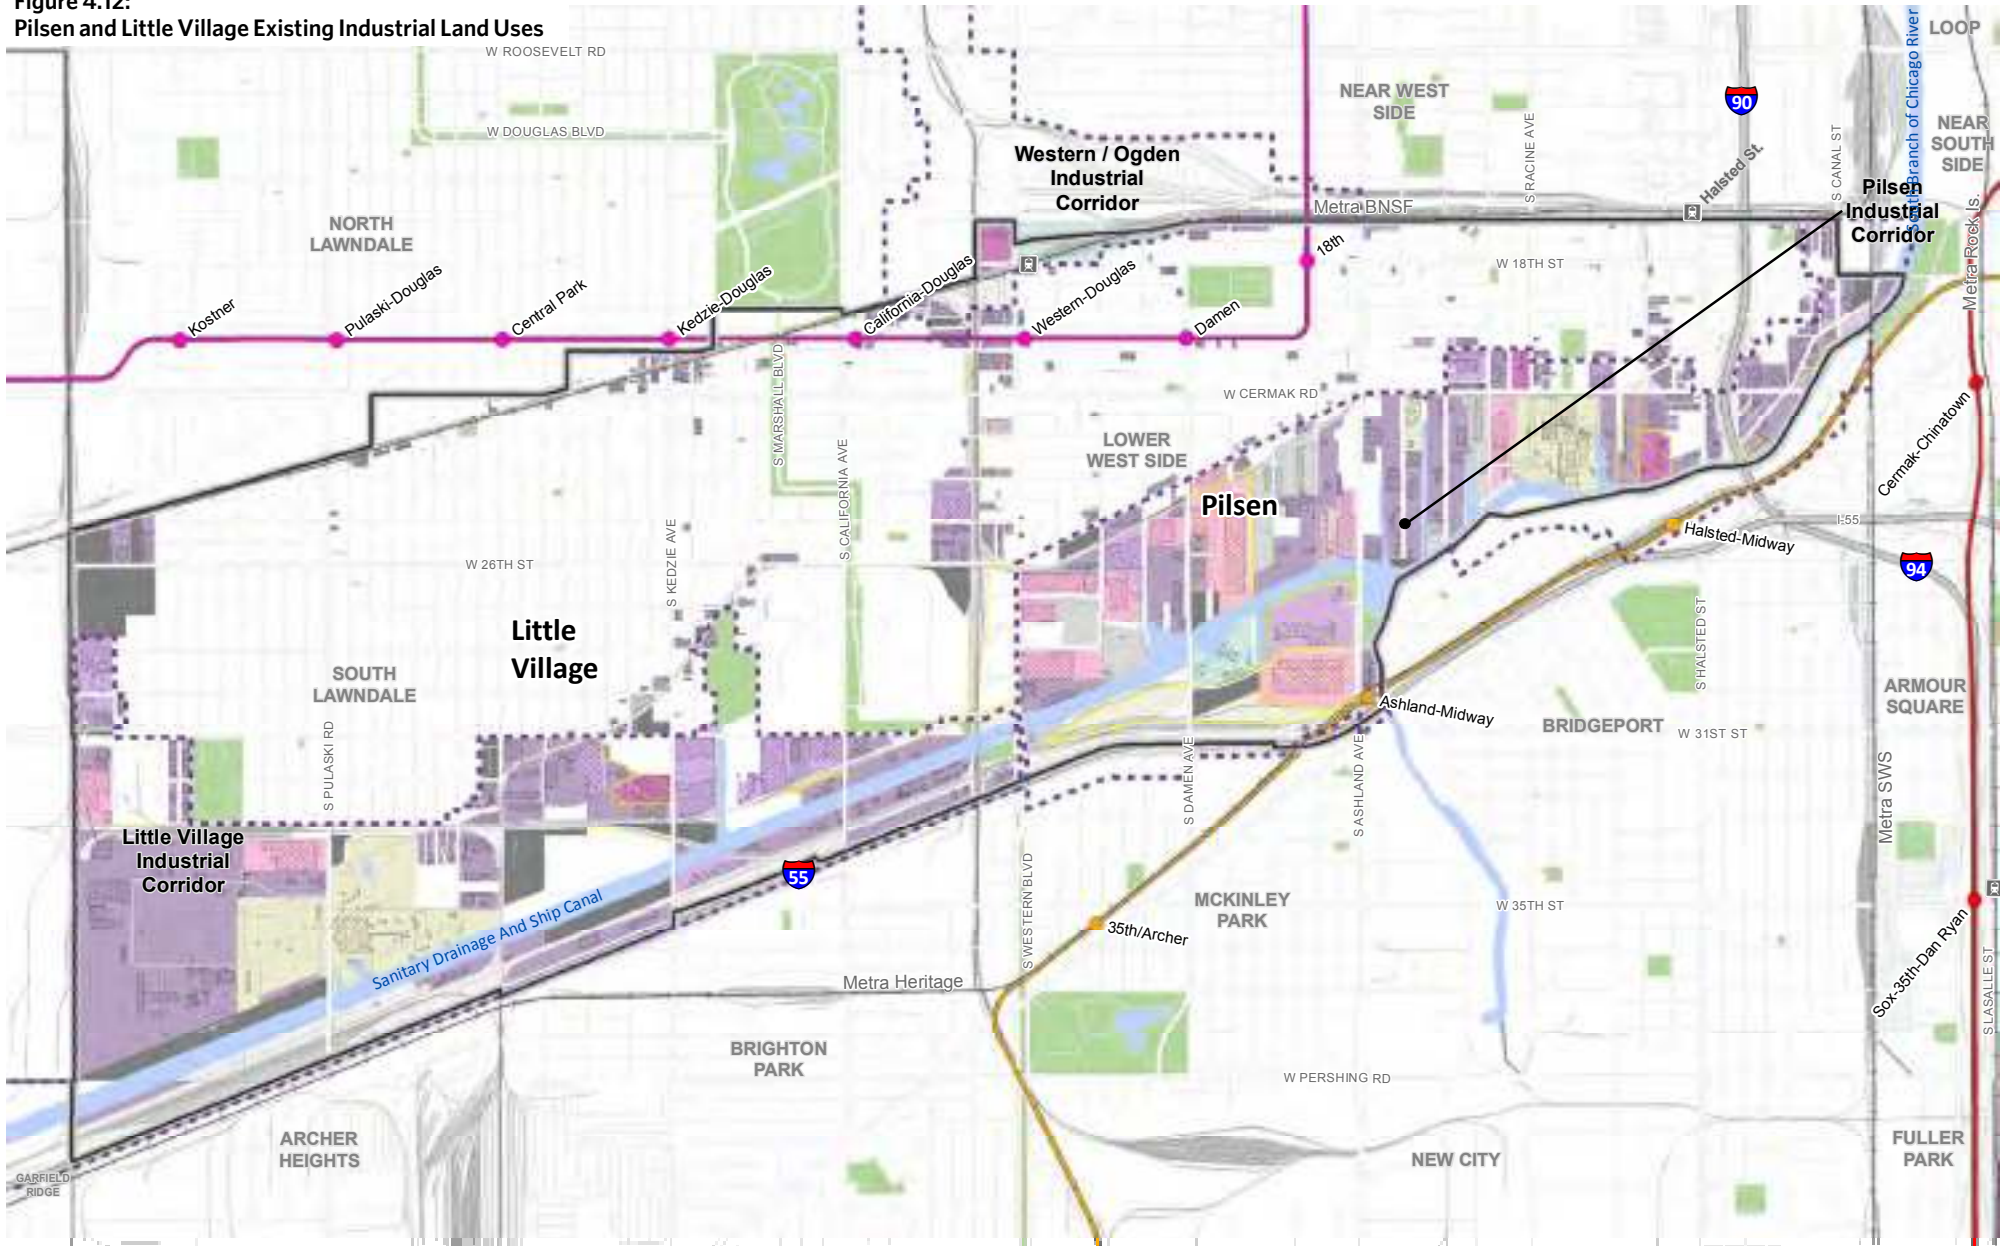 Figure 4.12:
Pilsen and Little Village Existing Industrial Land Uses
W ROOSEVELT RD
W DOUGLAS BLVD
NORTH
LAWNDALE
Western / Ogden
Industrial
Corridor
NEAR WEST
SIDE
S RACINE AVE
90
Halsted St.
S CANAL ST
South Branch of Chicago River
LOOP
NEAR
SOUTH
SIDE
Pilsen
Industrial
Corridor
Metra Rock Is.
Metra BNSF
W 18TH ST
18th
Kostner
Pulaski-Douglas
Central Park
Kedzie-Douglas
California-Douglas
Western-Douglas
Damen
S MARSHALL BLVD
S CALIFORNIA AVE
W CERMAK RD
LOWER
WEST SIDE
Pilsen
Cermak-Chinatown
Halsted-Midway
I-55
94
W 26TH ST
S KEDZIE AVE
Little
Village
SOUTH
LAWNDALE
S PULASKI RD
S HALSTED ST
ARMOUR
SQUARE
Ashland-Midway
BRIDGEPORT
W 31ST ST
S DAMEN AVE
S ASHLAND AVE
Metra SWS
Little Village
Industrial
Corridor
55
S WESTERN BLVD
MCKINLEY
PARK
W 35TH ST
Sanitary Drainage And Ship Canal
35th/Archer
Sox-35th-Dan Ryan
S LASALLE ST
Metra Heritage
BRIGHTON
PARK
W PERSHING RD
ARCHER
HEIGHTS
NEW CITY
FULLER
PARK
GARFIELD
RIDGE